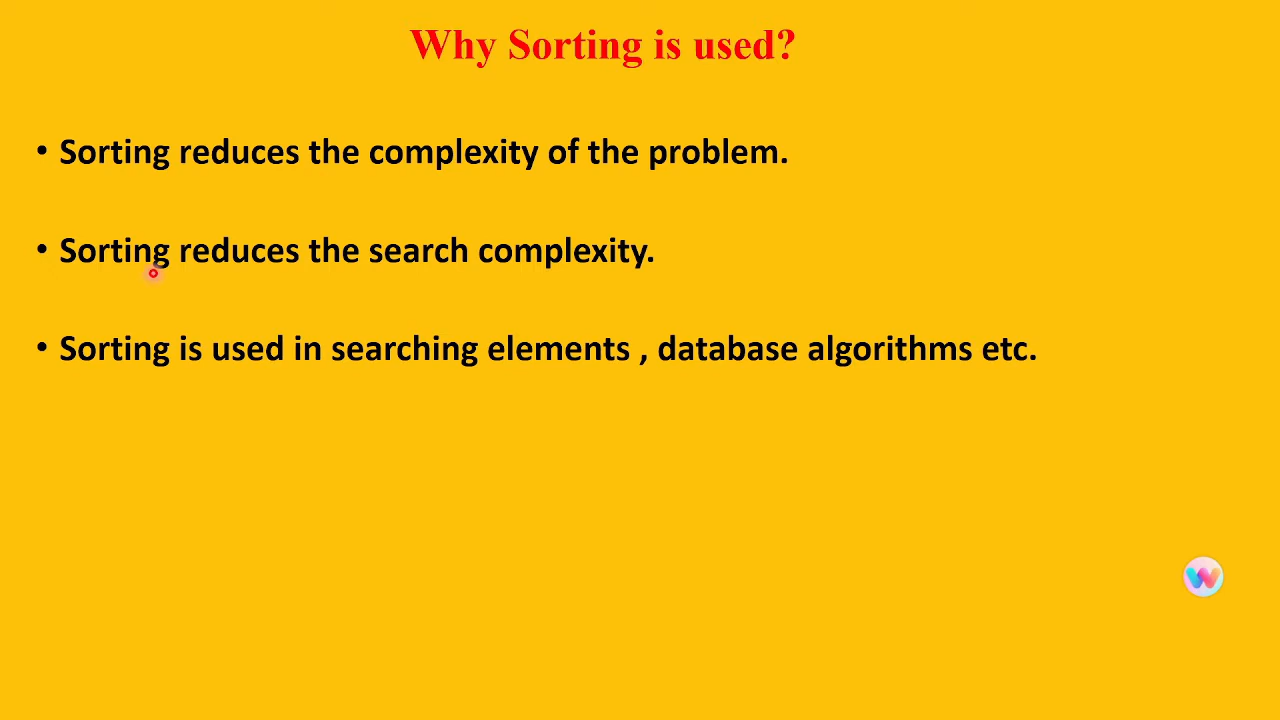 Why Sorting is used?
• Sorting reduces the complexity of the problem.
• Sorting reduces the search complexity.
• Sorting is used in searching elements , database algorithms etc.